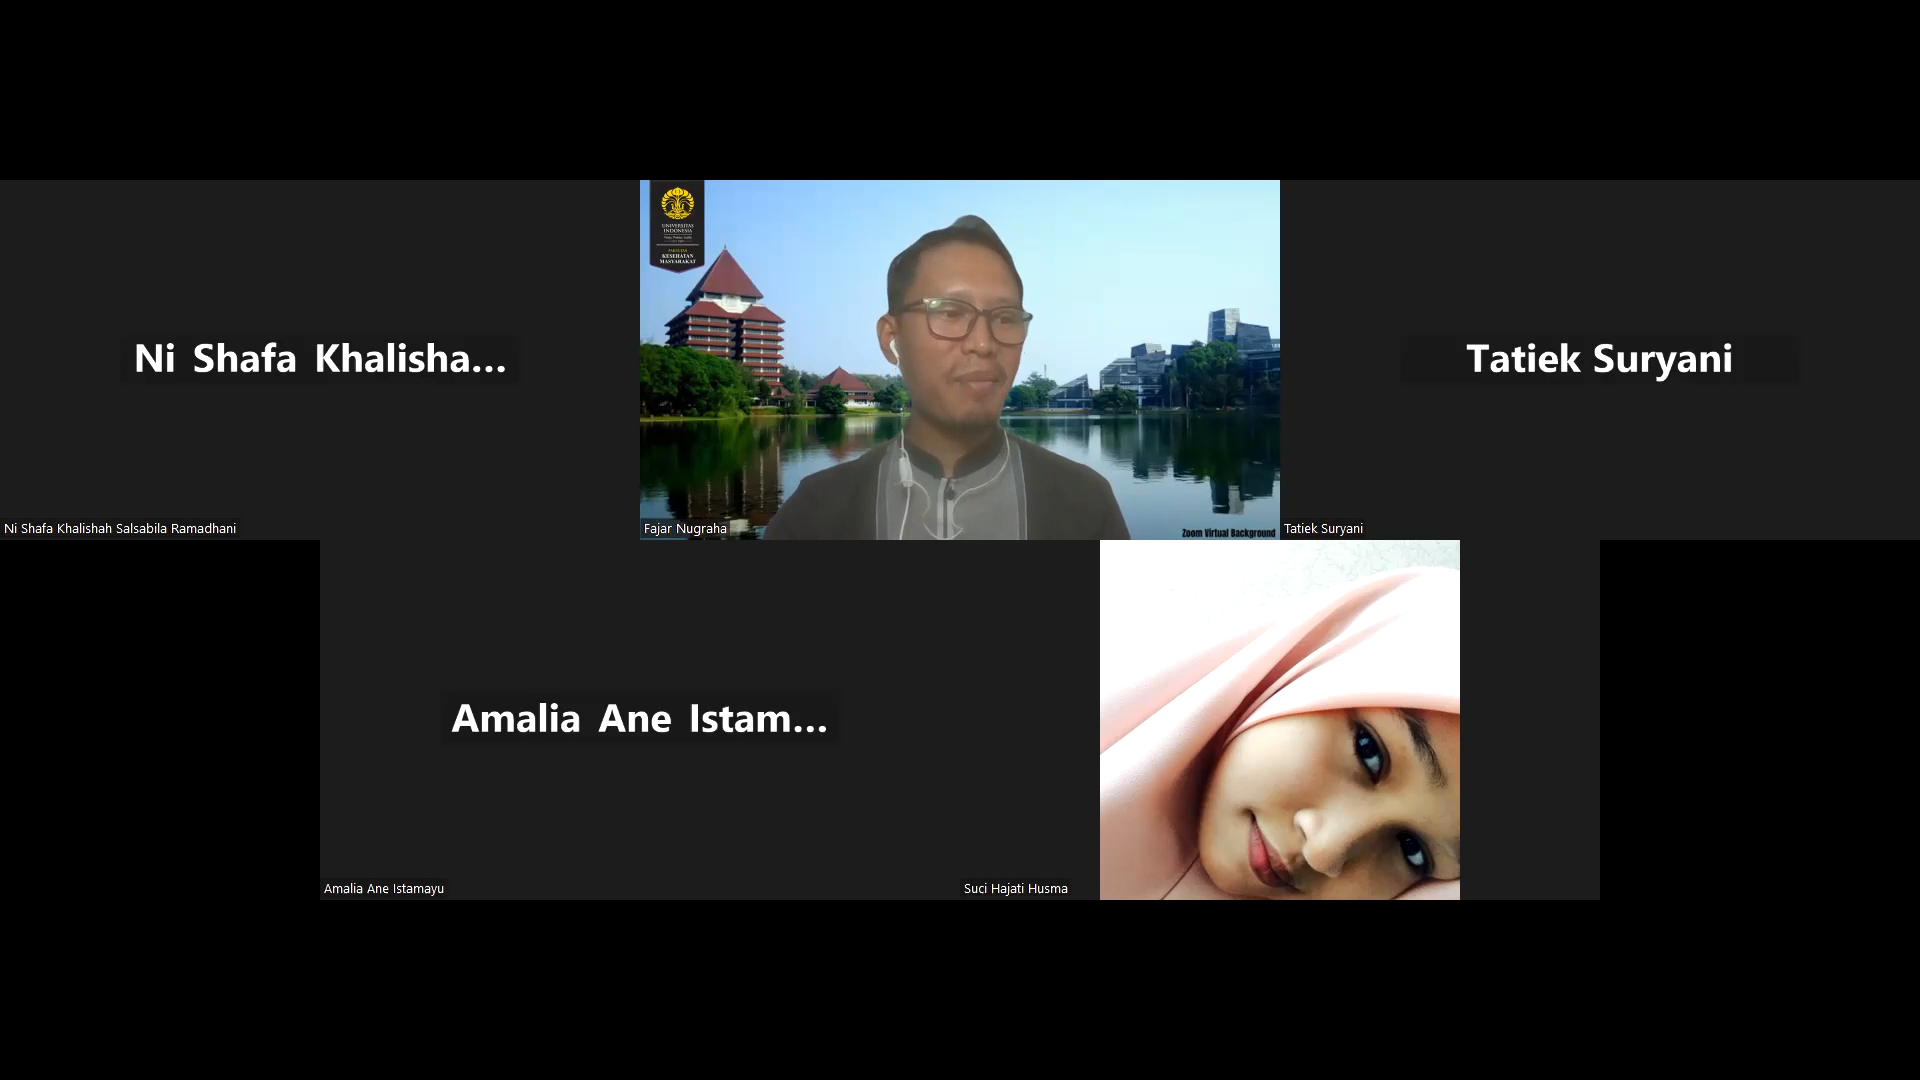 Ni Shafa Khalisha...
Ni Shafa Khalishah Salsabila Ramadhani
UNIVERSITAS
INDONESIA
FAKULTAS
KESEHATAN
MASYARAKAT
Fajar Nugraha
Zoom Virtual Background
Tatiek Suryani
Tatiek Suryani
Amalia Ane Istam...
Amalia Ane Istamayu
Suci Hajati Husma